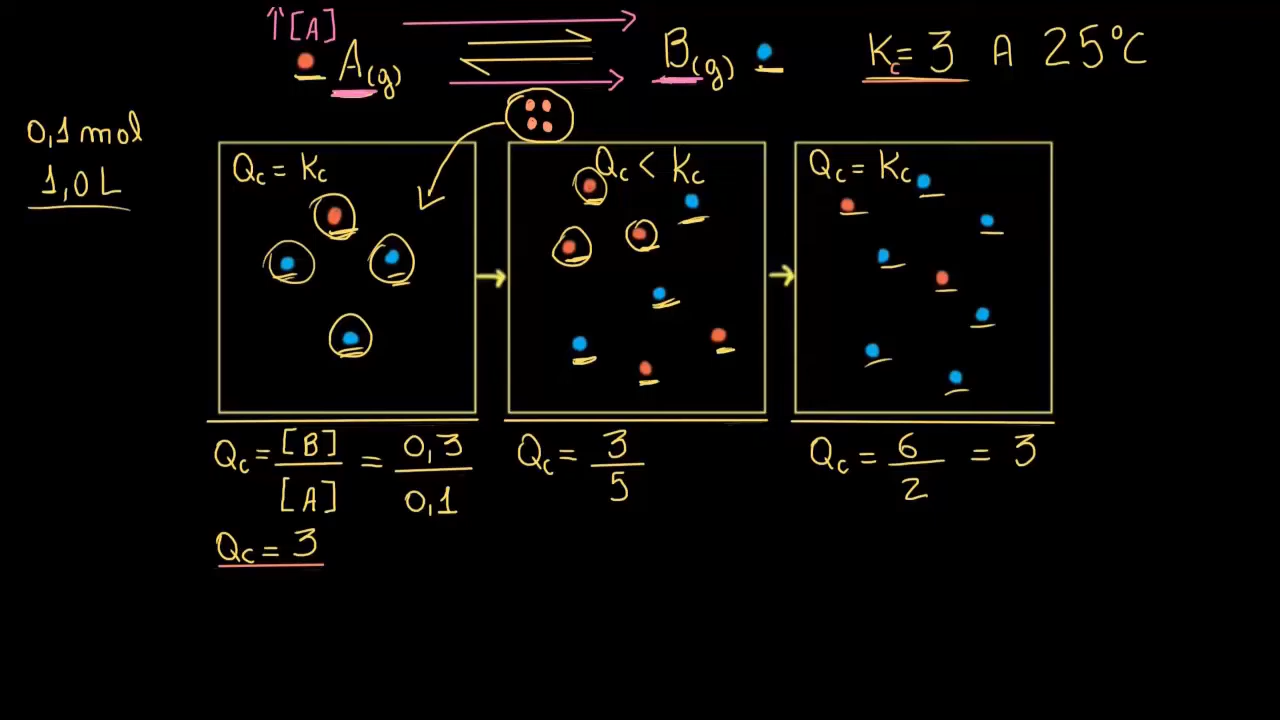 ↑[A]
A(g) ⇌ B(g) Kc = 3 A 25°C
0,1 mol
1,0 L
Qc = Kc
Qc < Kc
Qc = Kc
Qc = [B]/[A] = 0,3/0,1
Qc = 3
Qc = 3/5
Qc = 6/2 = 3